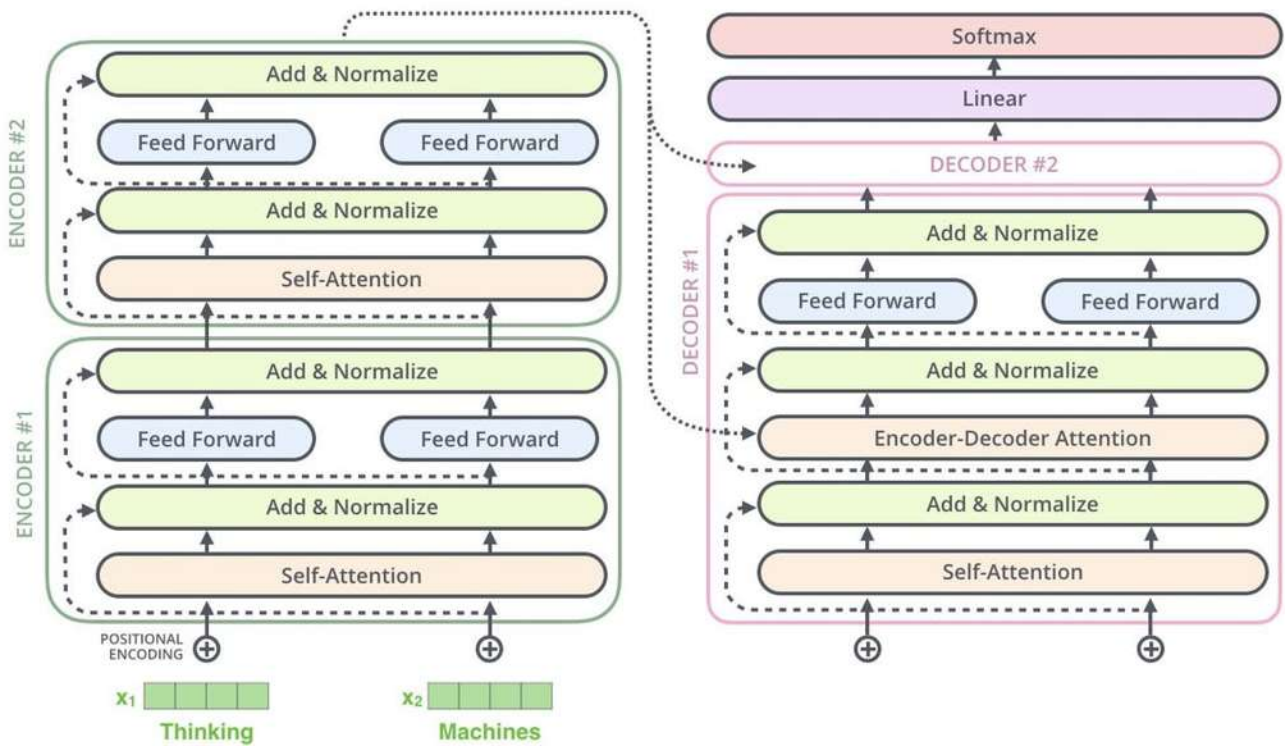 ENCODER #2
Add & Normalize
Feed Forward
Feed Forward
Add & Normalize
Self-Attention
ENCODER #1
Add & Normalize
Feed Forward
Feed Forward
Add & Normalize
Self-Attention
POSITIONAL
ENCODING
x₁
x₂
Thinking
Machines
Softmax
Linear
DECODER #2
DECODER #1
Add & Normalize
Feed Forward
Feed Forward
Add & Normalize
Encoder-Decoder Attention
Add & Normalize
Self-Attention